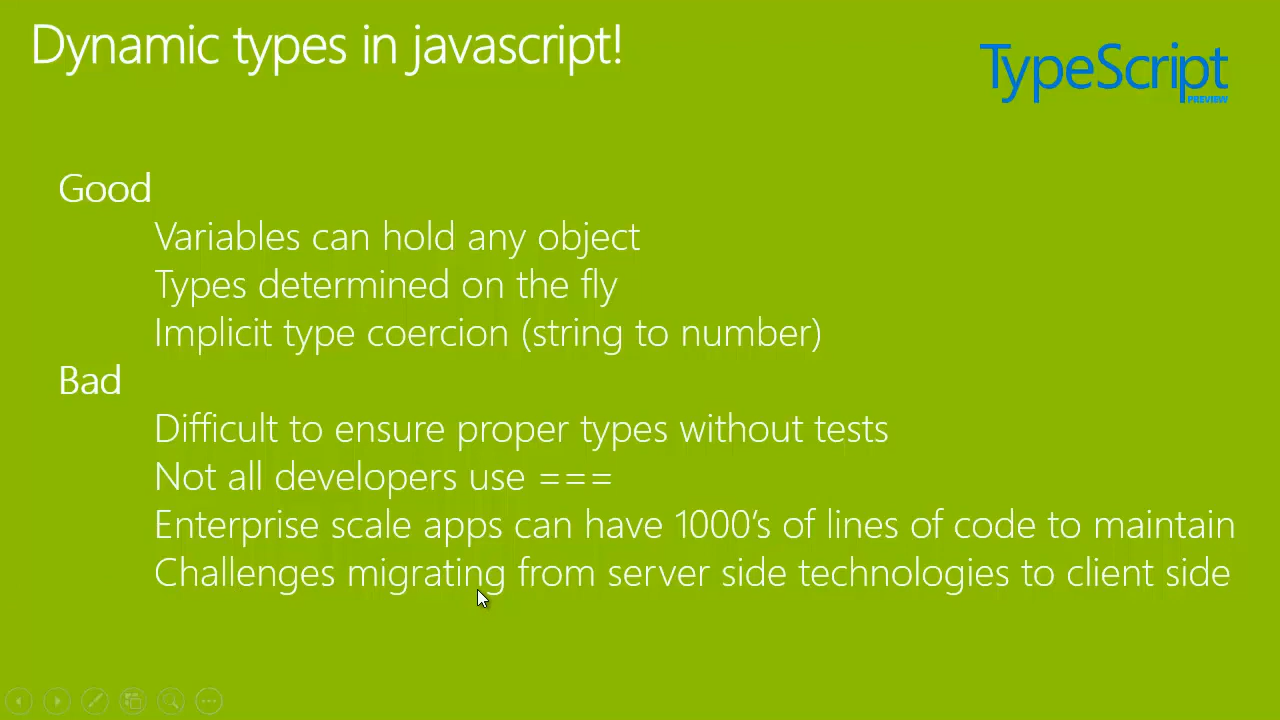 Dynamic types in javascript!
TypeScript
PREVIEW
Good
Variables can hold any object
Types determined on the fly
Implicit type coercion (string to number)
Bad
Difficult to ensure proper types without tests
Not all developers use ===
Enterprise scale apps can have 1000's of lines of code to maintain
Challenges migrating from server side technologies to client side